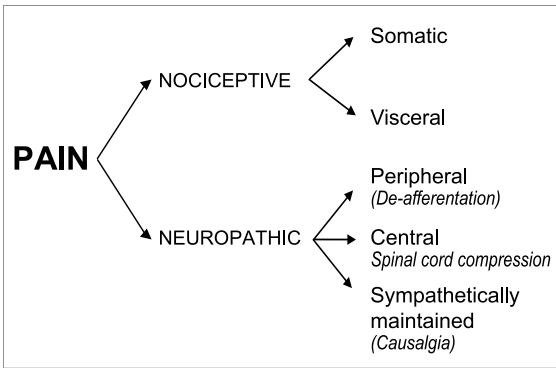 PAIN
NOCICEPTIVE
Somatic
Visceral
NEUROPATHIC
Peripheral
(De-afferentation)
Central
Spinal cord compression
Sympathetically
maintained
(Causalgia)